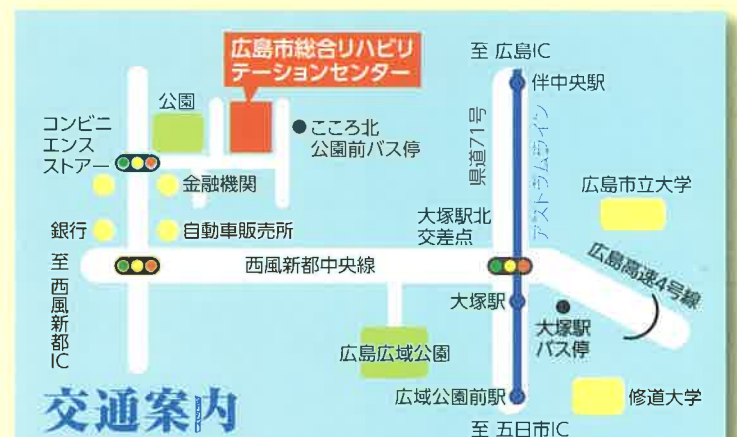 広島市総合リハビリ
テーションセンター
至 広島IC
伴中央駅
公園
コンビニ
エンス
ストアー
こころ北
公園前バス停
県道71号
アストラムライン
金融機関
広島市立大学
銀行
自動車販売所
大塚駅北
交差点
至 西風新都IC
西風新都中央線
広島高速4号線
大塚駅
大塚駅
バス停
広島広域公園
広域公園前駅
修道大学
交通案内
至 五日市IC